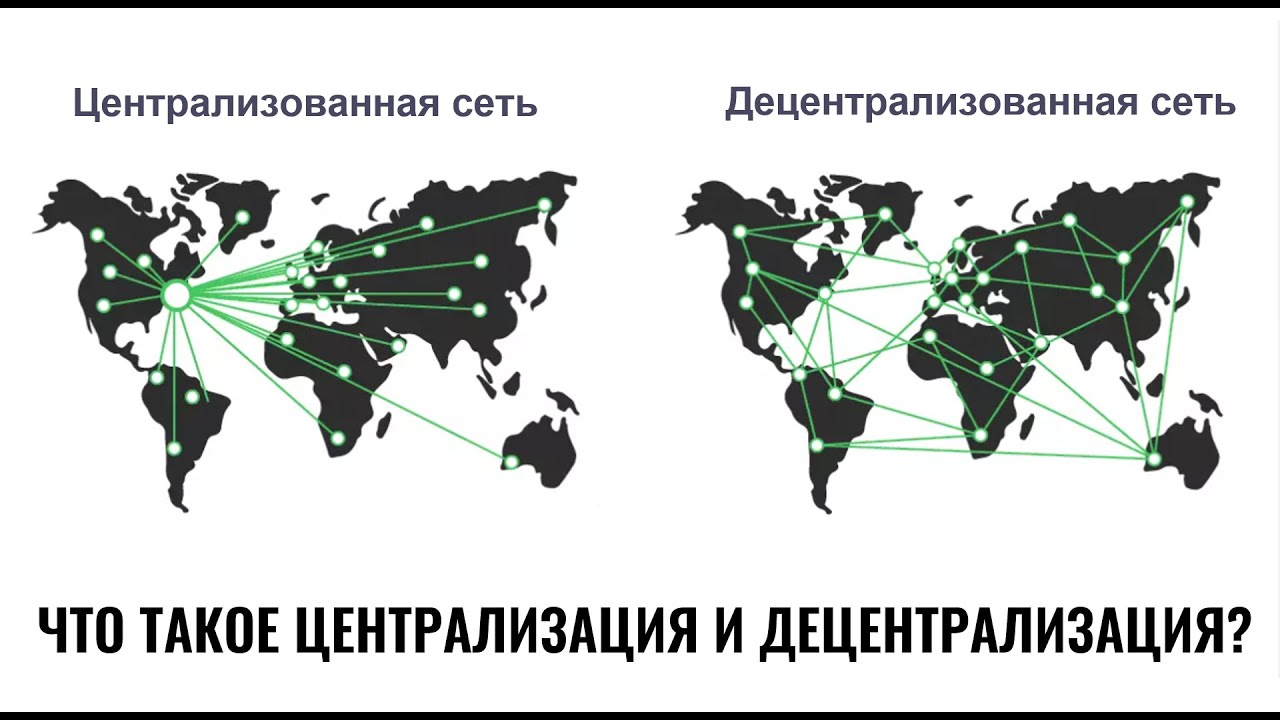 Централизованная сеть
Децентрализованная сеть
ЧТО ТАКОЕ ЦЕНТРАЛИЗАЦИЯ И ДЕЦЕНТРАЛИЗАЦИЯ?